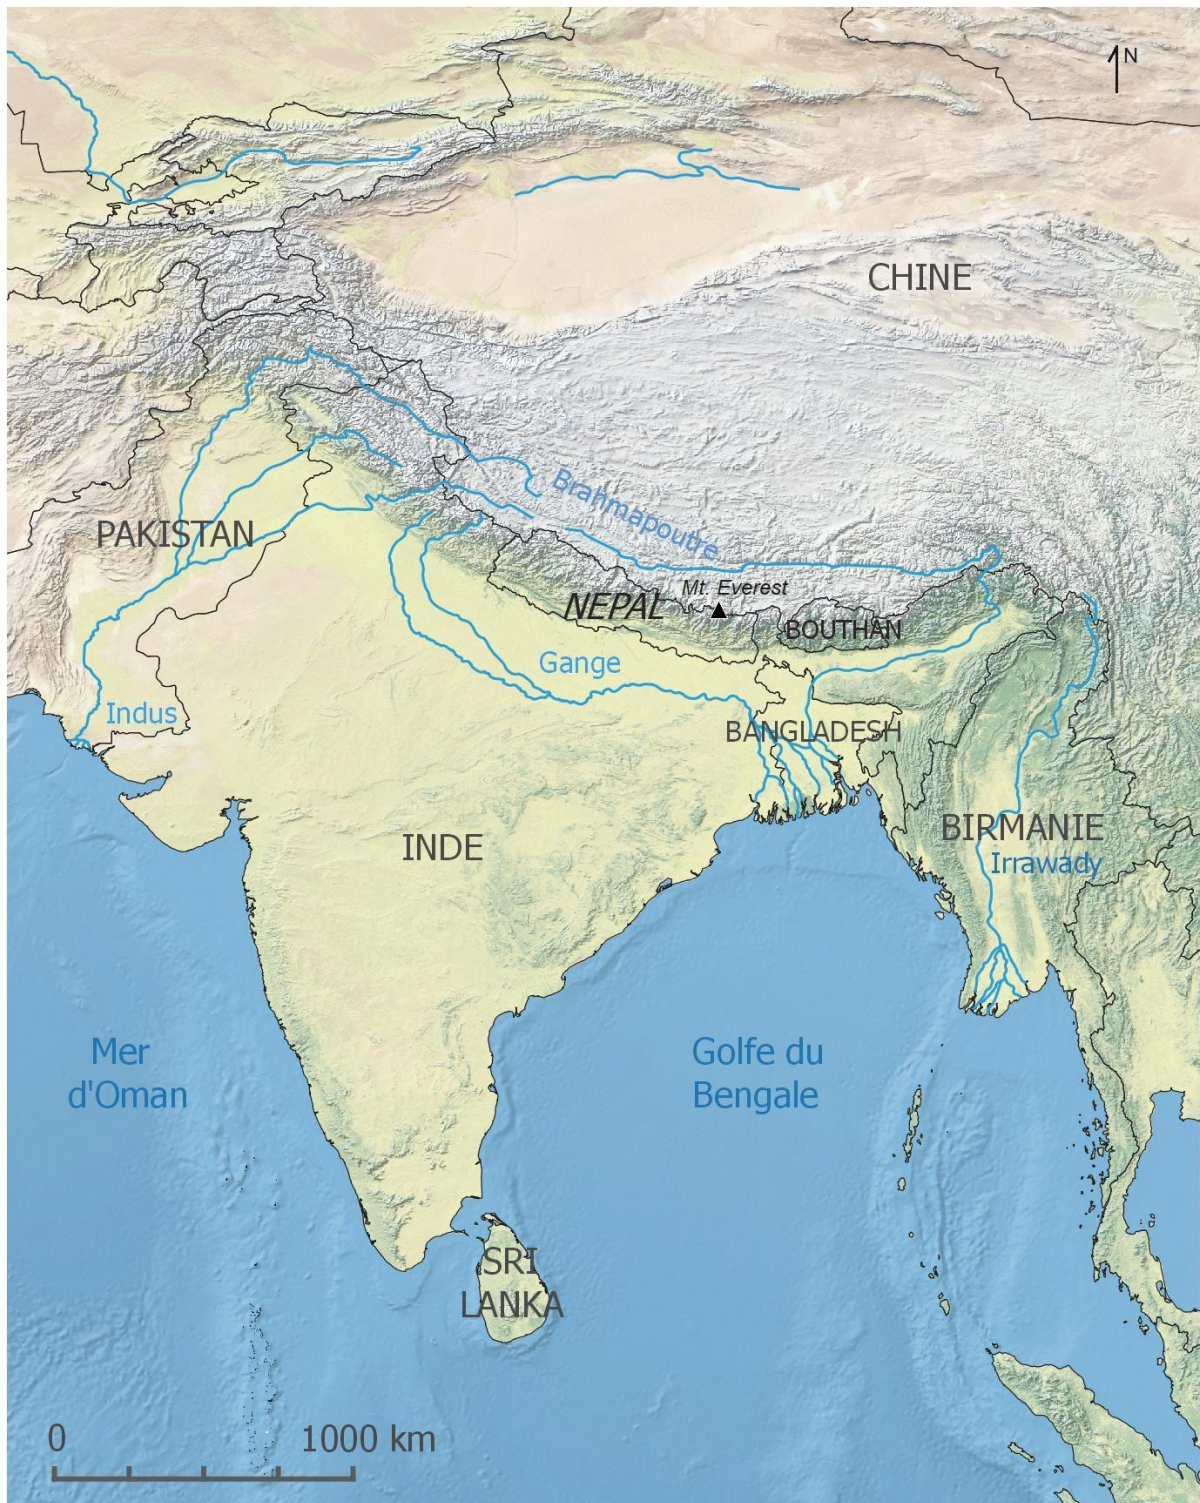 N
CHINE
Brahmapoutre
PAKISTAN
Mt. Everest
NEPAL
BOUTHAN
Gange
Indus
BANGLADESH
INDE
BIRMANIE
Irrawady
Mer
d'Oman
Golfe du
Bengale
SRI
LANKA
0 1000 km